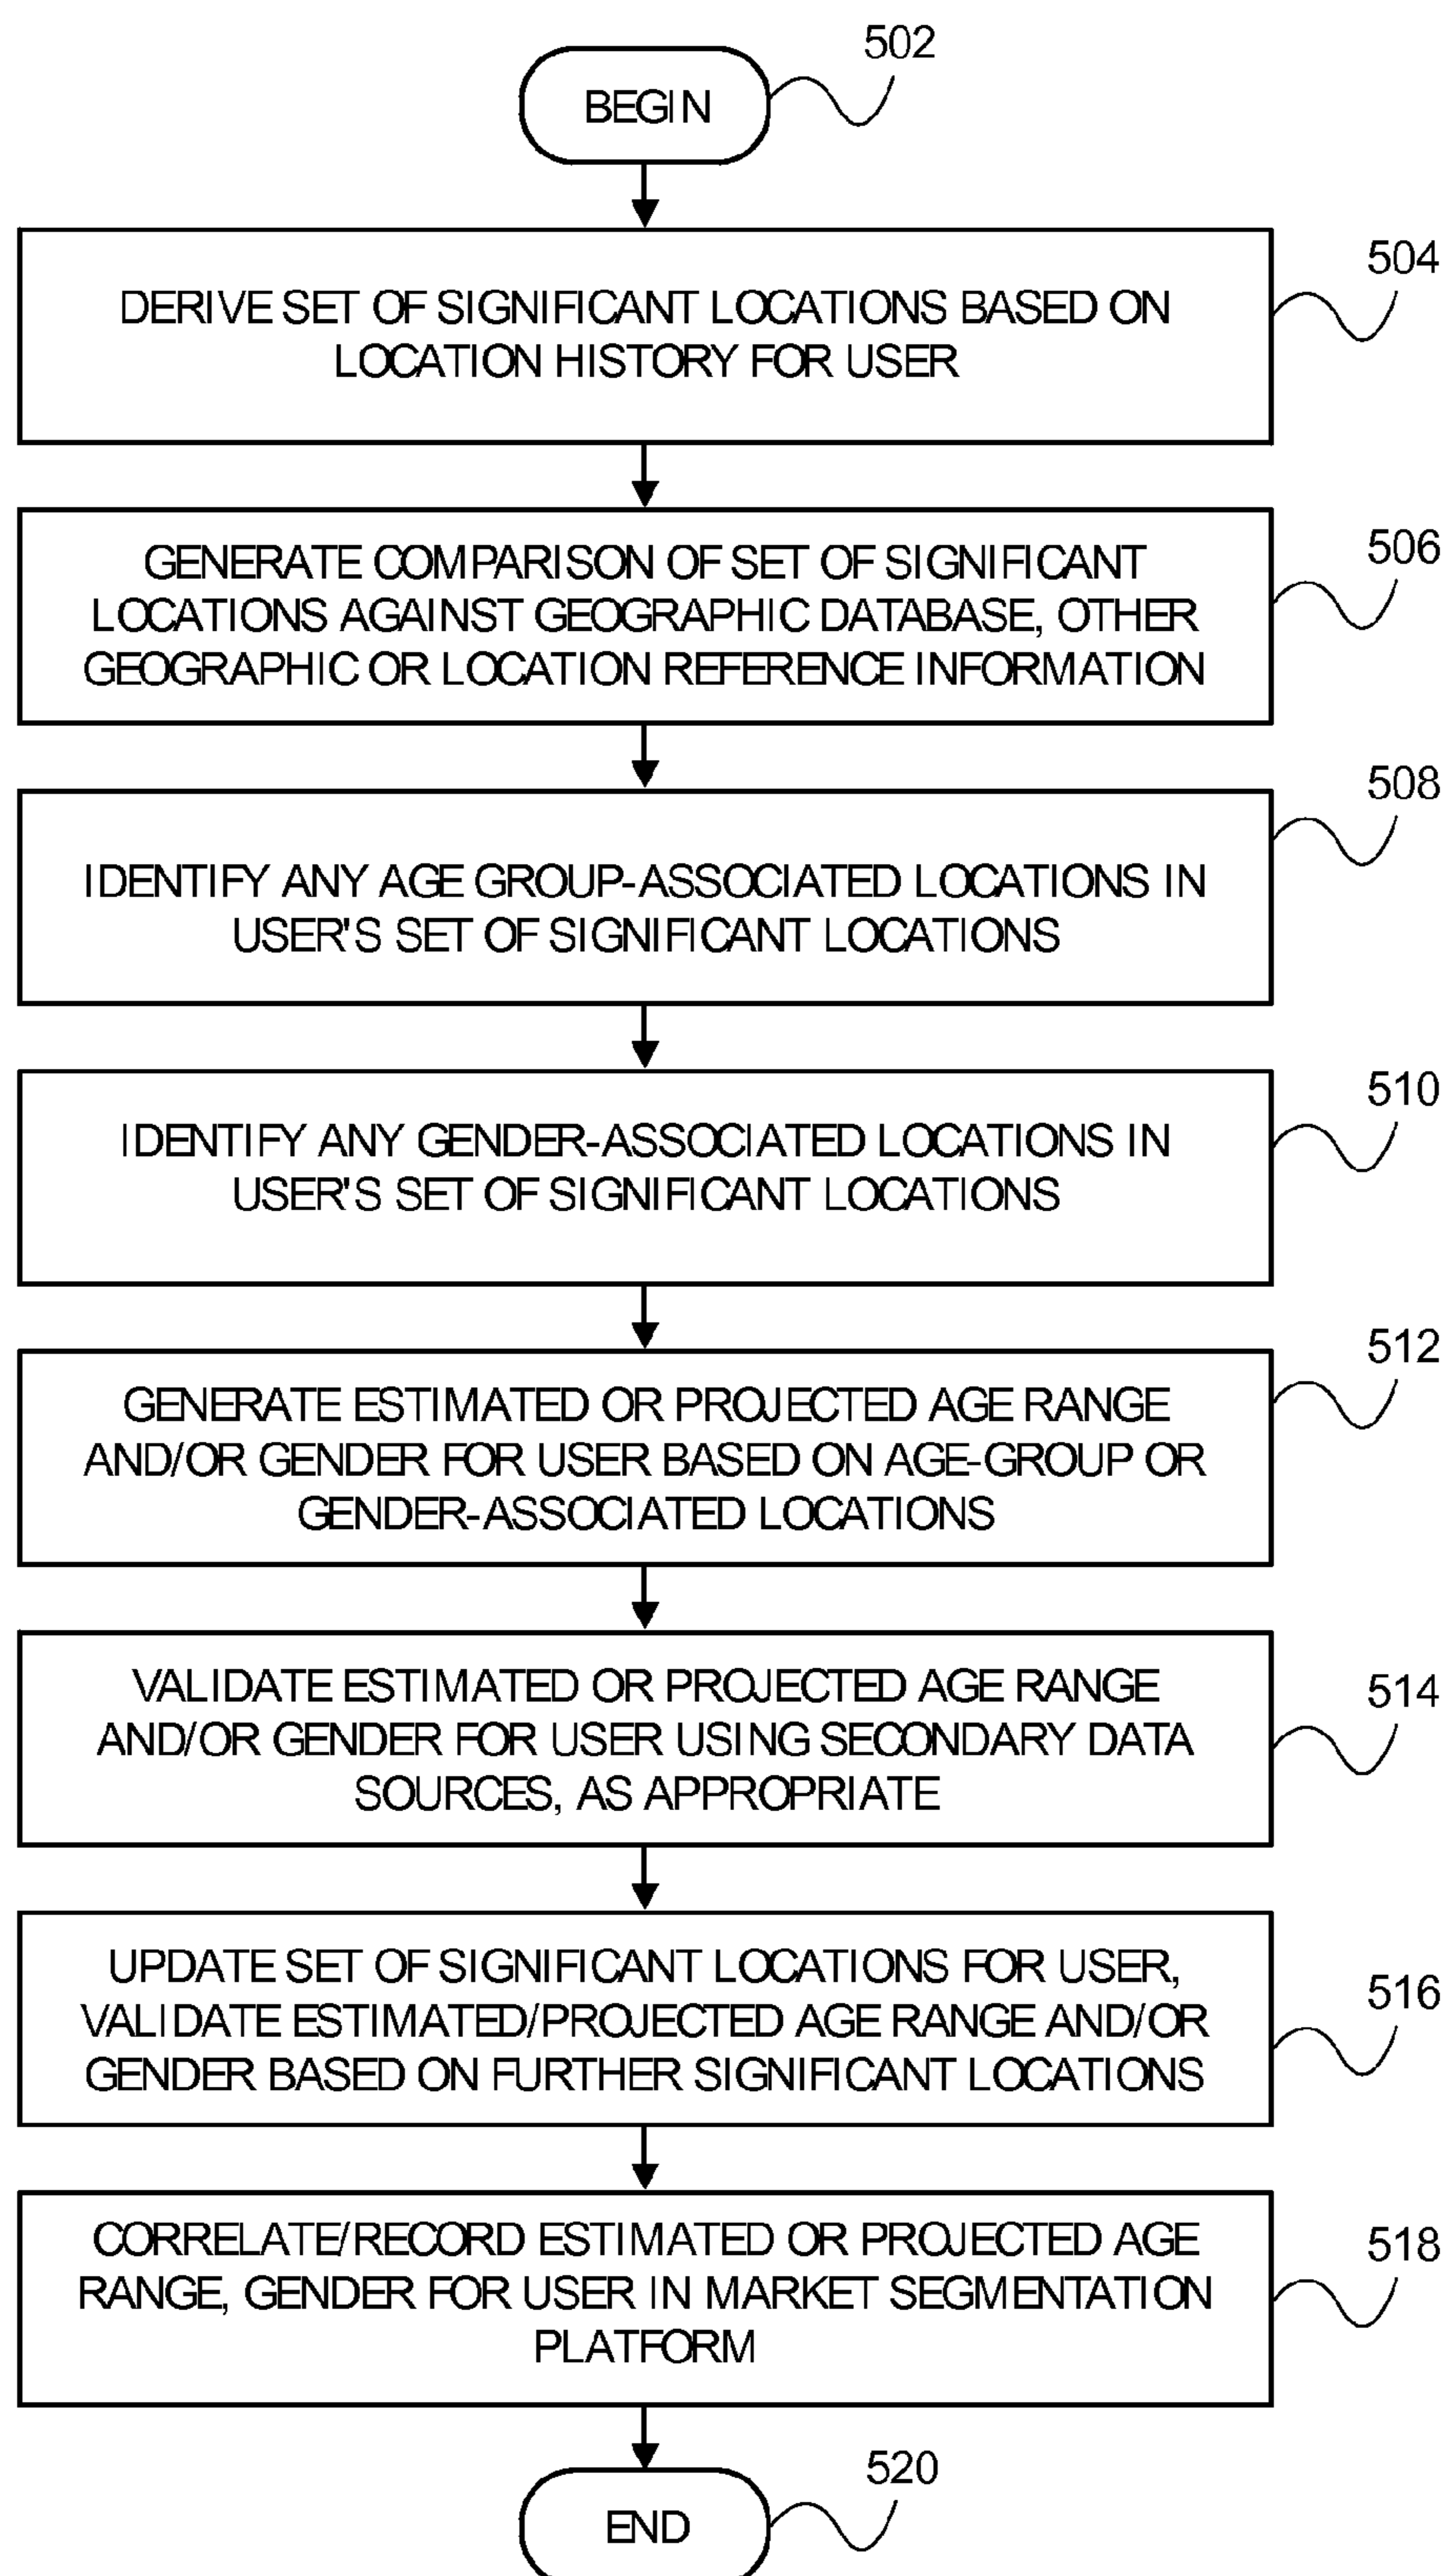 502
BEGIN
504
DERIVE SET OF SIGNIFICANT LOCATIONS BASED ON
LOCATION HISTORY FOR USER
506
GENERATE COMPARISON OF SET OF SIGNIFICANT
LOCATIONS AGAINST GEOGRAPHIC DATABASE, OTHER
GEOGRAPHIC OR LOCATION REFERENCE INFORMATION
508
IDENTIFY ANY AGE GROUP-ASSOCIATED LOCATIONS IN
USER'S SET OF SIGNIFICANT LOCATIONS
510
IDENTIFY ANY GENDER-ASSOCIATED LOCATIONS IN
USER'S SET OF SIGNIFICANT LOCATIONS
512
GENERATE ESTIMATED OR PROJECTED AGE RANGE
AND/OR GENDER FOR USER BASED ON AGE-GROUP OR
GENDER-ASSOCIATED LOCATIONS
514
VALIDATE ESTIMATED OR PROJECTED AGE RANGE
AND/OR GENDER FOR USER USING SECONDARY DATA
SOURCES, AS APPROPRIATE
516
UPDATE SET OF SIGNIFICANT LOCATIONS FOR USER,
VALIDATE ESTIMATED/PROJECTED AGE RANGE AND/OR
GENDER BASED ON FURTHER SIGNIFICANT LOCATIONS
518
CORRELATE/RECORD ESTIMATED OR PROJECTED AGE
RANGE, GENDER FOR USER IN MARKET SEGMENTATION
PLATFORM
520
END